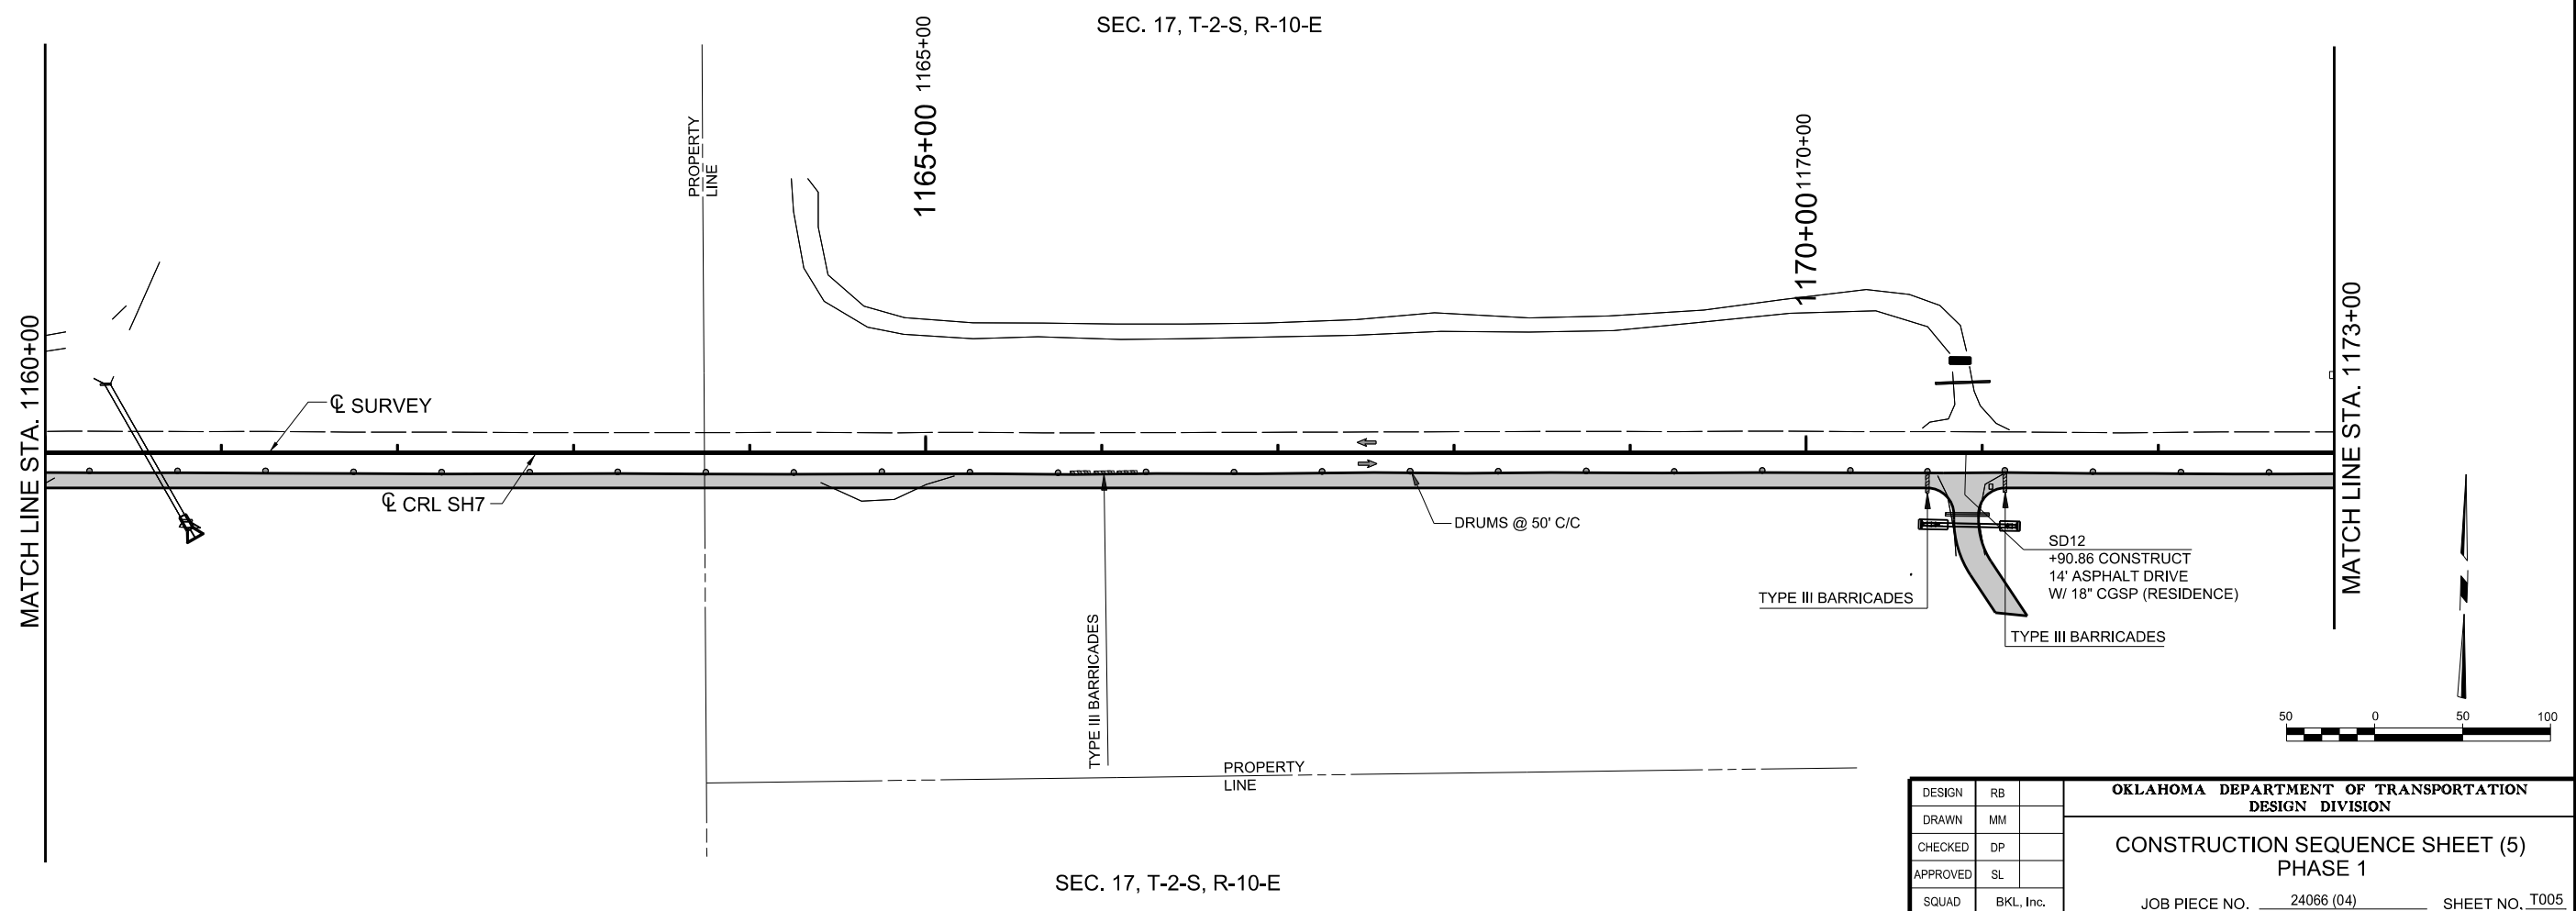 SEC. 17, T-2-S, R-10-E
1165+00
1165+00
1170+00
1170+00
PROPERTY
LINE
MATCH LINE STA. 1160+00
MATCH LINE STA. 1173+00
℄ SURVEY
℄ CRL SH7
DRUMS @ 50' C/C
SD12
+90.86 CONSTRUCT
14' ASPHALT DRIVE
W/ 18" CGSP (RESIDENCE)
TYPE III BARRICADES
TYPE III BARRICADES
TYPE III BARRICADES
50 0 50 100
PROPERTY
LINE
SEC. 17, T-2-S, R-10-E
DESIGN RB
DRAWN MM
CHECKED DP
APPROVED SL
SQUAD BKL, Inc.
OKLAHOMA DEPARTMENT OF TRANSPORTATION
DESIGN DIVISION
CONSTRUCTION SEQUENCE SHEET (5)
PHASE 1
JOB PIECE NO. 24066 (04) SHEET NO. T005